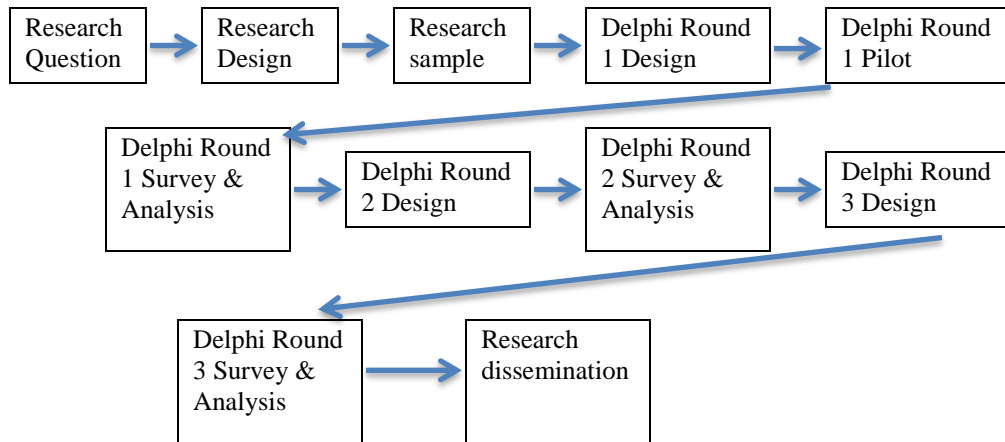 Research
Question
Research
Design
Research
sample
Delphi Round
1 Design
Delphi Round
1 Pilot
Delphi Round
1 Survey &
Analysis
Delphi Round
2 Design
Delphi Round
2 Survey &
Analysis
Delphi Round
3 Design
Delphi Round
3 Survey &
Analysis
Research
dissemination